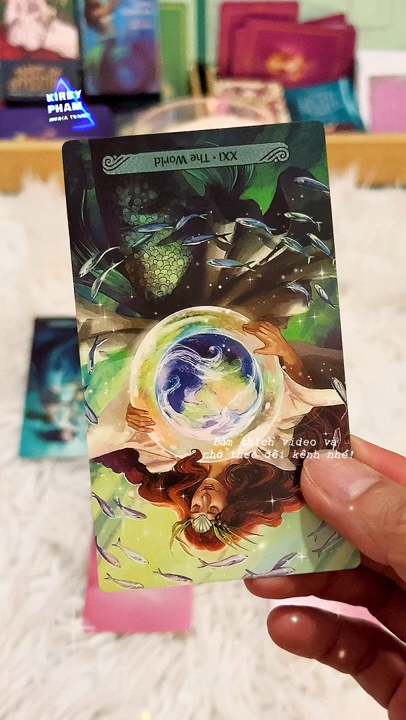 KIRBY
PHAM
MEDIA TEAM
XXI • The World
Bấm thích video và
nhớ theo dõi kênh nhé!